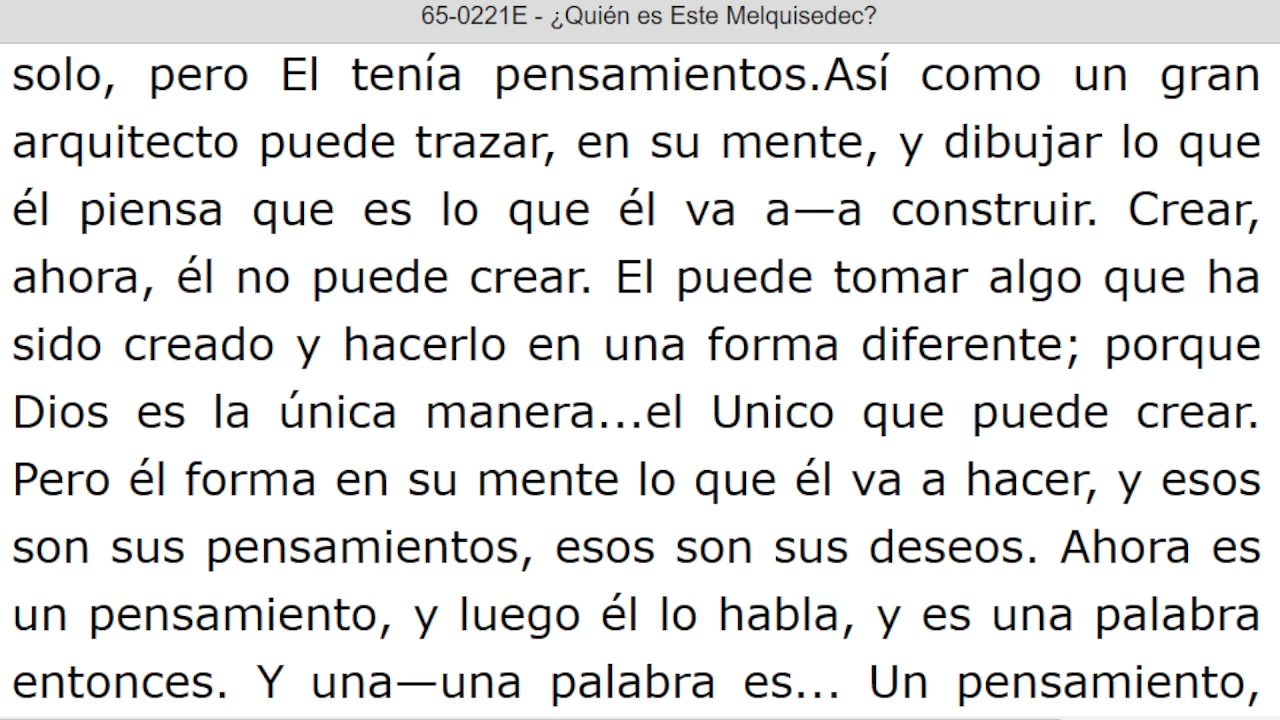 65-0221E - ¿Quién es Este Melquisedec?
solo, pero El tenía pensamientos.Así como un gran
arquitecto puede trazar, en su mente, y dibujar lo que
él piensa que es lo que él va a—a construir. Crear,
ahora, él no puede crear. El puede tomar algo que ha
sido creado y hacerlo en una forma diferente; porque
Dios es la única manera...el Unico que puede crear.
Pero él forma en su mente lo que él va a hacer, y esos
son sus pensamientos, esos son sus deseos. Ahora es
un pensamiento, y luego él lo habla, y es una palabra
entonces. Y una—una palabra es... Un pensamiento,